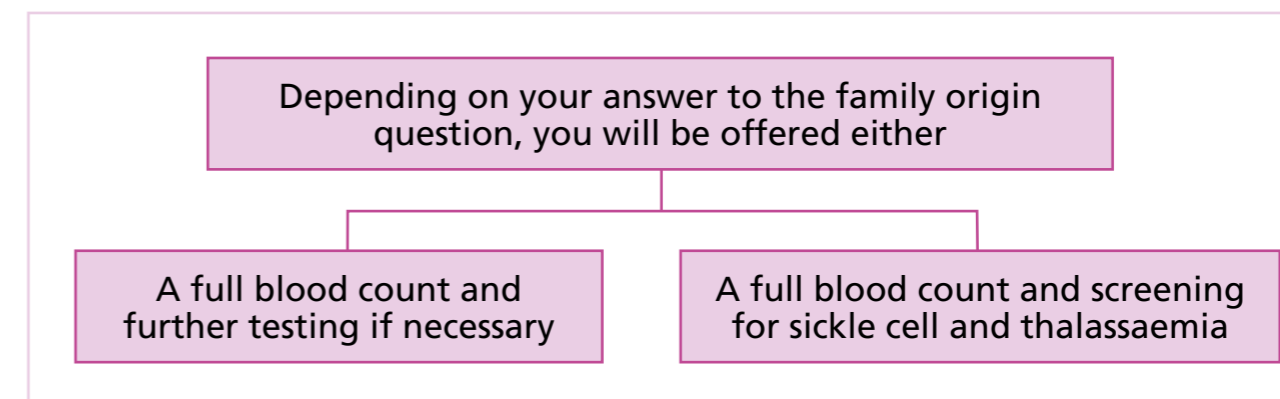 Depending on your answer to the family origin
question, you will be offered either
A full blood count and
further testing if necessary
A full blood count and screening
for sickle cell and thalassaemia